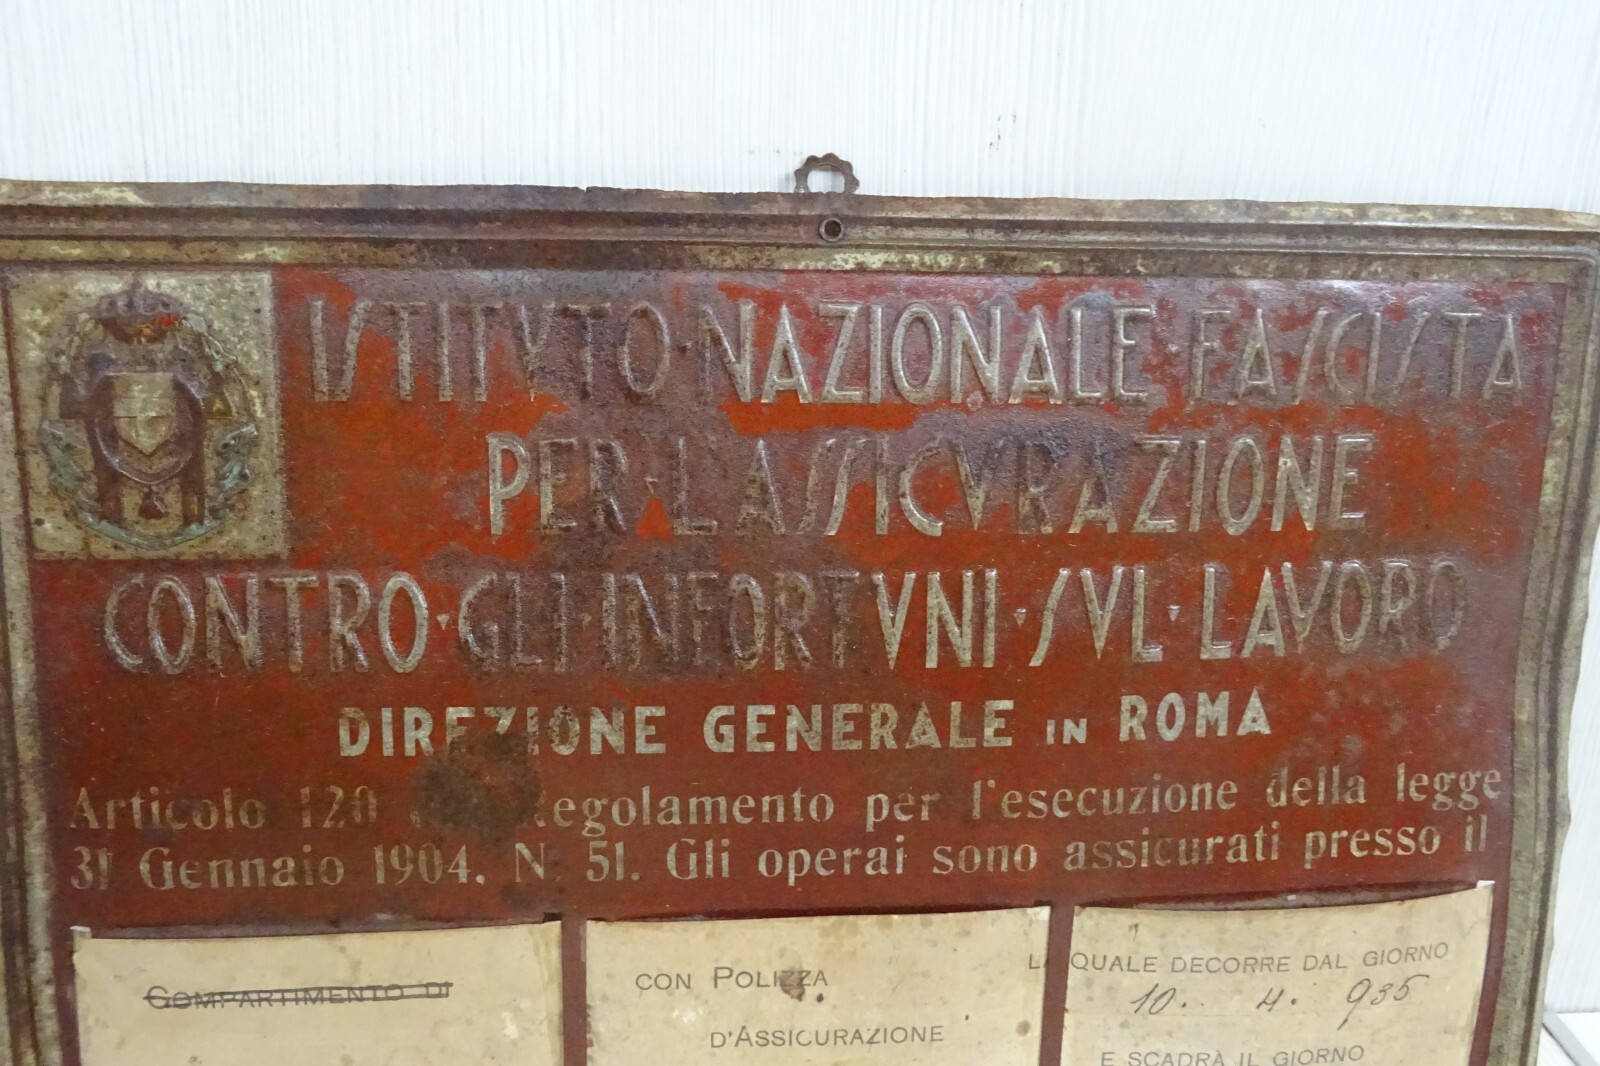 ISTITVTO·NAZIONALE FASCISTA
PER·L'ASSICVRAZIONE
CONTRO·GLI·INFORTVNI·SVL·LAVORO
DIREZIONE GENERALE IN ROMA
Articolo 120 Regolamento per l'esecuzione della legge
31 Gennaio 1904. N. 51. Gli operai sono assicurati presso il
COMPARTIMENTO DI
CON POLIZZA
D'ASSICURAZIONE
LA QUALE DECORRE DAL GIORNO
10. 4. 935
E SCADRÀ IL GIORNO